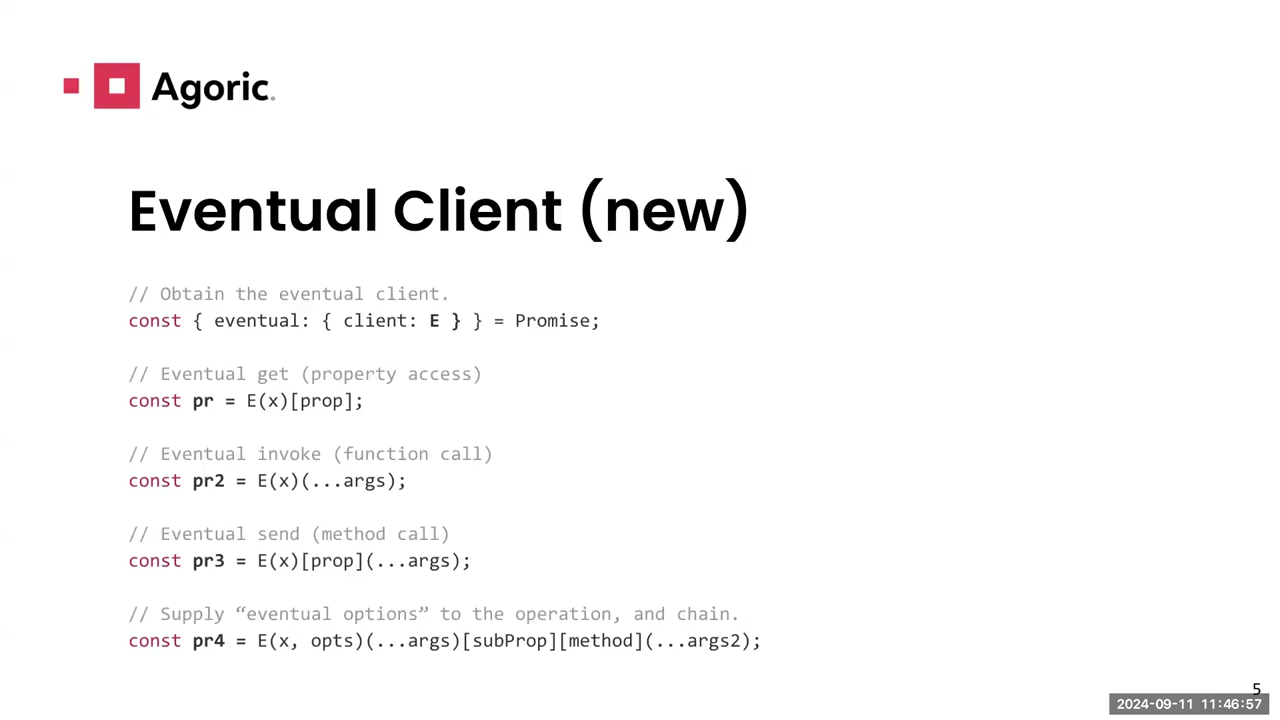 Agoric
Eventual Client (new)
// Obtain the eventual client.
const { eventual: { client: E } } = Promise;
// Eventual get (property access)
const pr = E(x)[prop];
// Eventual invoke (function call)
const pr2 = E(x)(...args);
// Eventual send (method call)
const pr3 = E(x)[prop](...args);
// Supply “eventual options” to the operation, and chain.
const pr4 = E(x, opts)(...args)[subProp][method](...args2);
5
2024-09-11 11:46:57